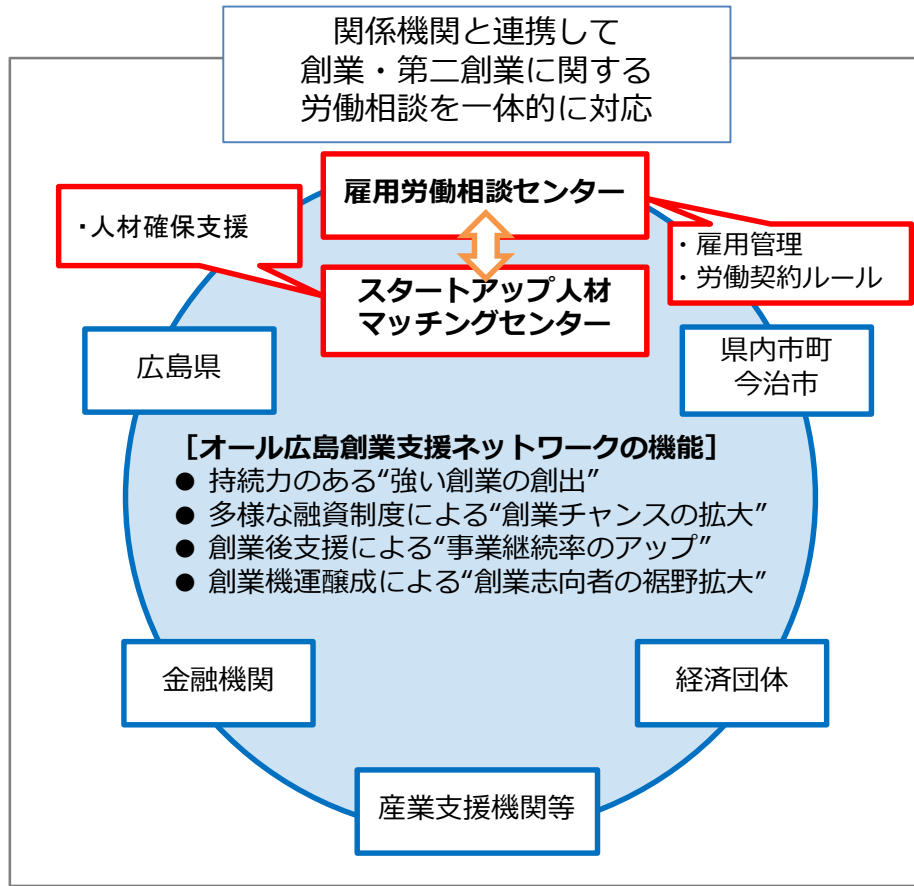 関係機関と連携して
創業・第二創業に関する
労働相談を一体的に対応
雇用労働相談センター
・人材確保支援
・雇用管理
・労働契約ルール
スタートアップ人材
マッチングセンター
広島県
県内市町
今治市
［オール広島創業支援ネットワークの機能］
● 持続力のある“強い創業の創出”
● 多様な融資制度による“創業チャンスの拡大”
● 創業後支援による“事業継続率のアップ”
● 創業機運醸成による“創業志向者の裾野拡大”
金融機関
経済団体
産業支援機関等